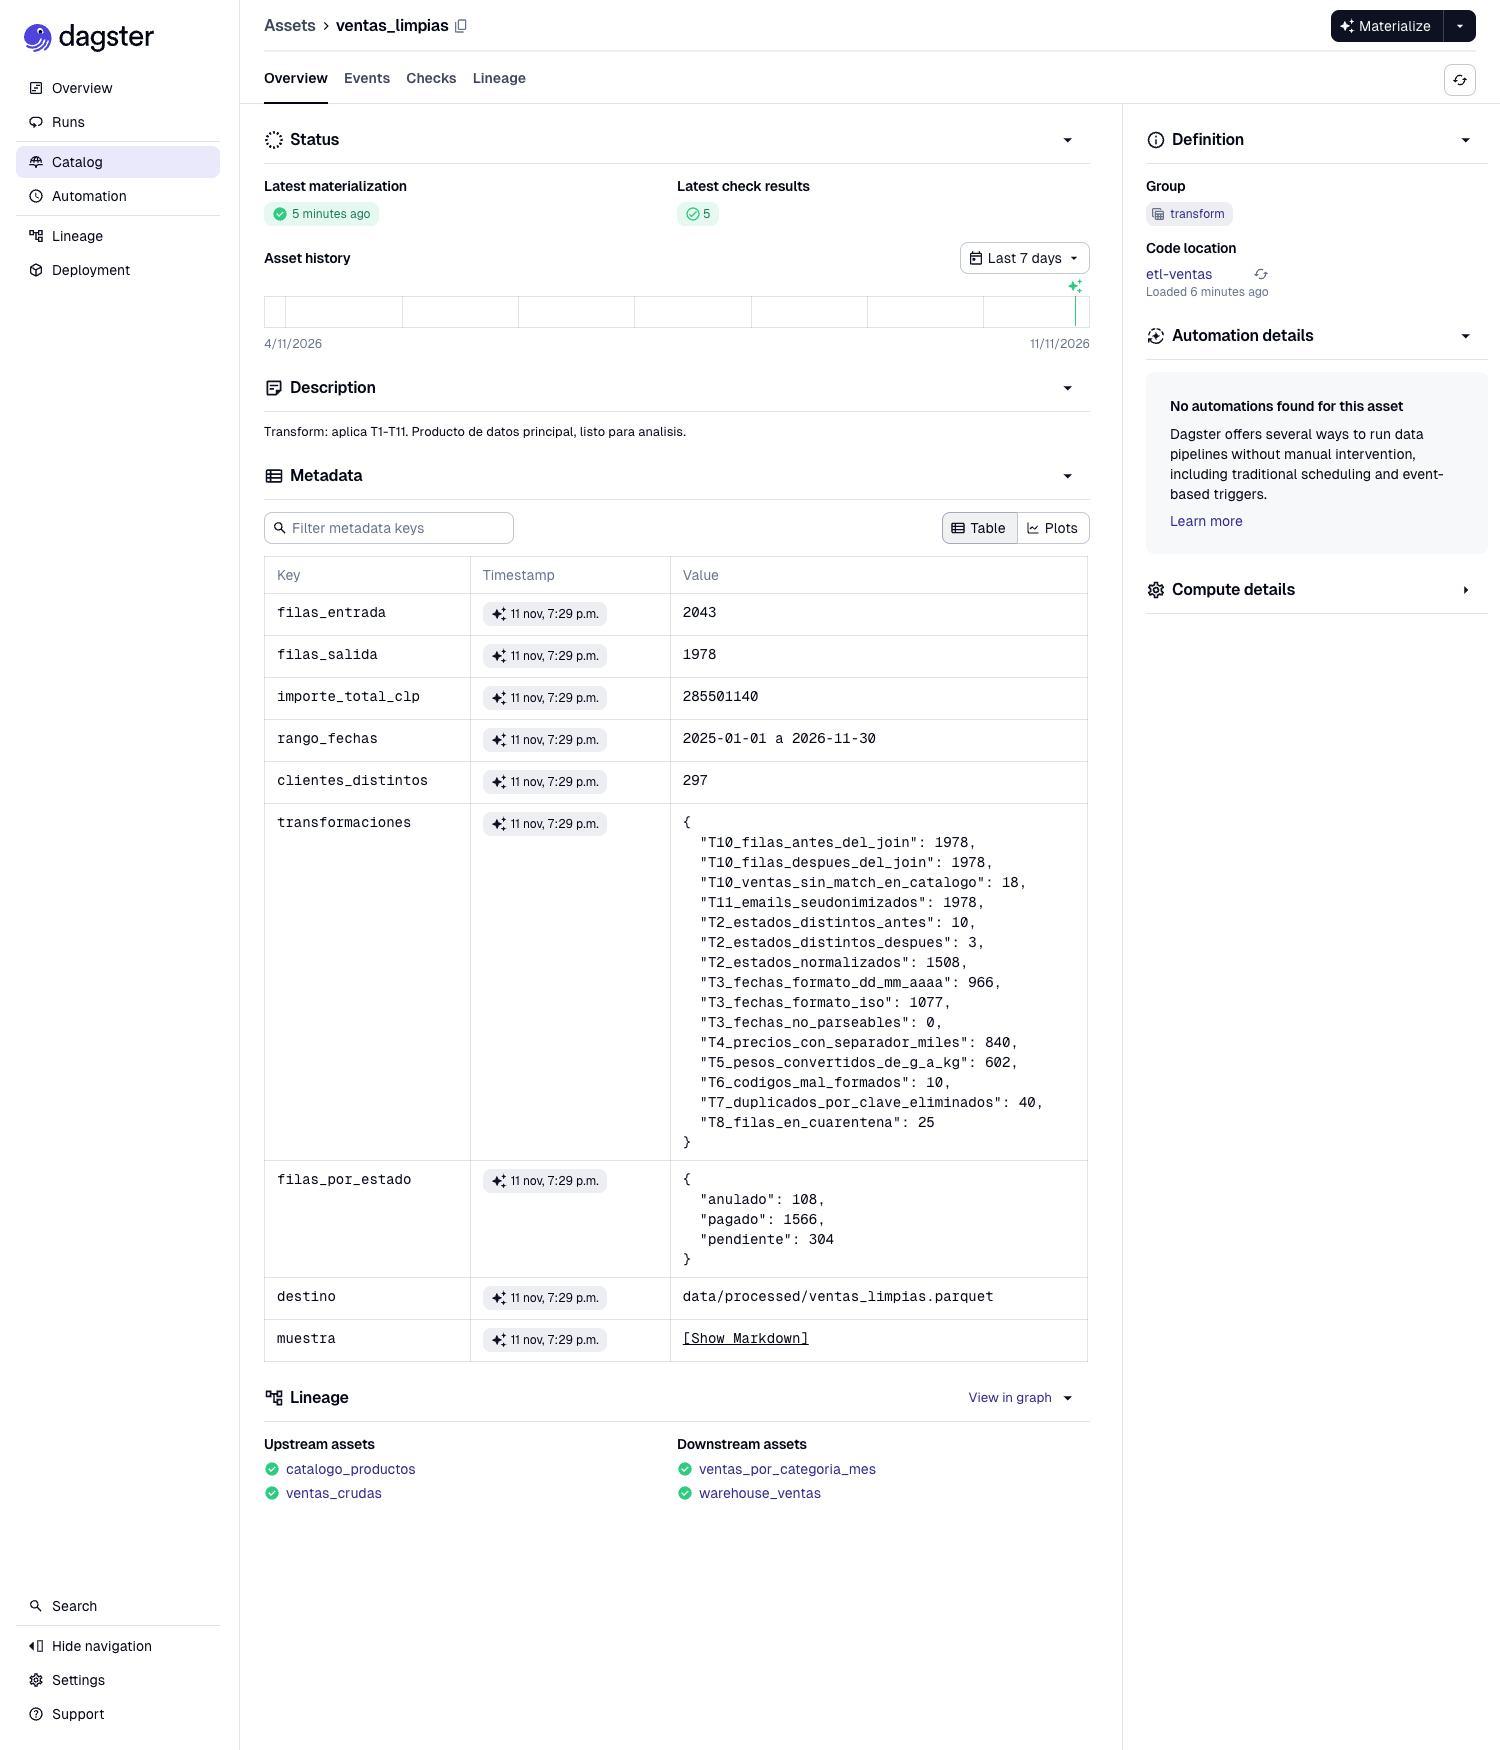 dagster
Overview
Runs
Catalog
Automation
Lineage
Deployment
Search
Hide navigation
Settings
Support
Assets › ventas_limpias
Materialize
Overview Events Checks Lineage
Status
Latest materialization
5 minutes ago
Latest check results
5
Asset history
Last 7 days
4/11/2026 11/11/2026
Description
Transform: aplica T1-T11. Producto de datos principal, listo para analisis.
Metadata
Filter metadata keys
Table Plots
Key Timestamp Value
filas_entrada 11 nov, 7:29 p.m. 2043
filas_salida 11 nov, 7:29 p.m. 1978
importe_total_clp 11 nov, 7:29 p.m. 285501140
rango_fechas 11 nov, 7:29 p.m. 2025-01-01 a 2026-11-30
clientes_distintos 11 nov, 7:29 p.m. 297
transformaciones 11 nov, 7:29 p.m. {
"T10_filas_antes_del_join": 1978,
"T10_filas_despues_del_join": 1978,
"T10_ventas_sin_match_en_catalogo": 18,
"T11_emails_seudonimizados": 1978,
"T2_estados_distintos_antes": 10,
"T2_estados_distintos_despues": 3,
"T2_estados_normalizados": 1508,
"T3_fechas_formato_dd_mm_aaaa": 966,
"T3_fechas_formato_iso": 1077,
"T3_fechas_no_parseables": 0,
"T4_precios_con_separador_miles": 840,
"T5_pesos_convertidos_de_g_a_kg": 602,
"T6_codigos_mal_formados": 10,
"T7_duplicados_por_clave_eliminados": 40,
"T8_filas_en_cuarentena": 25
}
filas_por_estado 11 nov, 7:29 p.m. {
"anulado": 108,
"pagado": 1566,
"pendiente": 304
}
destino 11 nov, 7:29 p.m. data/processed/ventas_limpias.parquet
muestra 11 nov, 7:29 p.m. [Show Markdown]
Lineage
View in graph
Upstream assets
catalogo_productos
ventas_crudas
Downstream assets
ventas_por_categoria_mes
warehouse_ventas
Definition
Group
transform
Code location
etl-ventas
Loaded 6 minutes ago
Automation details
No automations found for this asset
Dagster offers several ways to run data
pipelines without manual intervention,
including traditional scheduling and event-
based triggers.
Learn more
Compute details